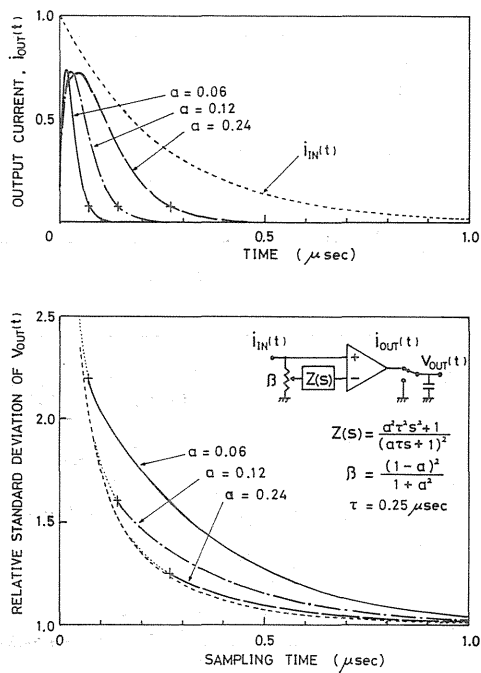 1.0
0.5
0
OUTPUT CURRENT, iOUT(t)
a = 0.06
a = 0.12
a = 0.24
iIN(t)
0 0.5 1.0
TIME (μsec)
2.5
2.0
1.5
1.0
RELATIVE STANDARD DEVIATION OF VOUT(t)
iIN(t) iOUT(t)
VOUT(t)
β Z(s) + −
Z(s) = a²τ²s²+1 / (aτs+1)²
β = (1−a)² / 1+a²
τ = 0.25 μsec
a = 0.06
a = 0.12
a = 0.24
0 0.5 1.0
SAMPLING TIME (μsec)